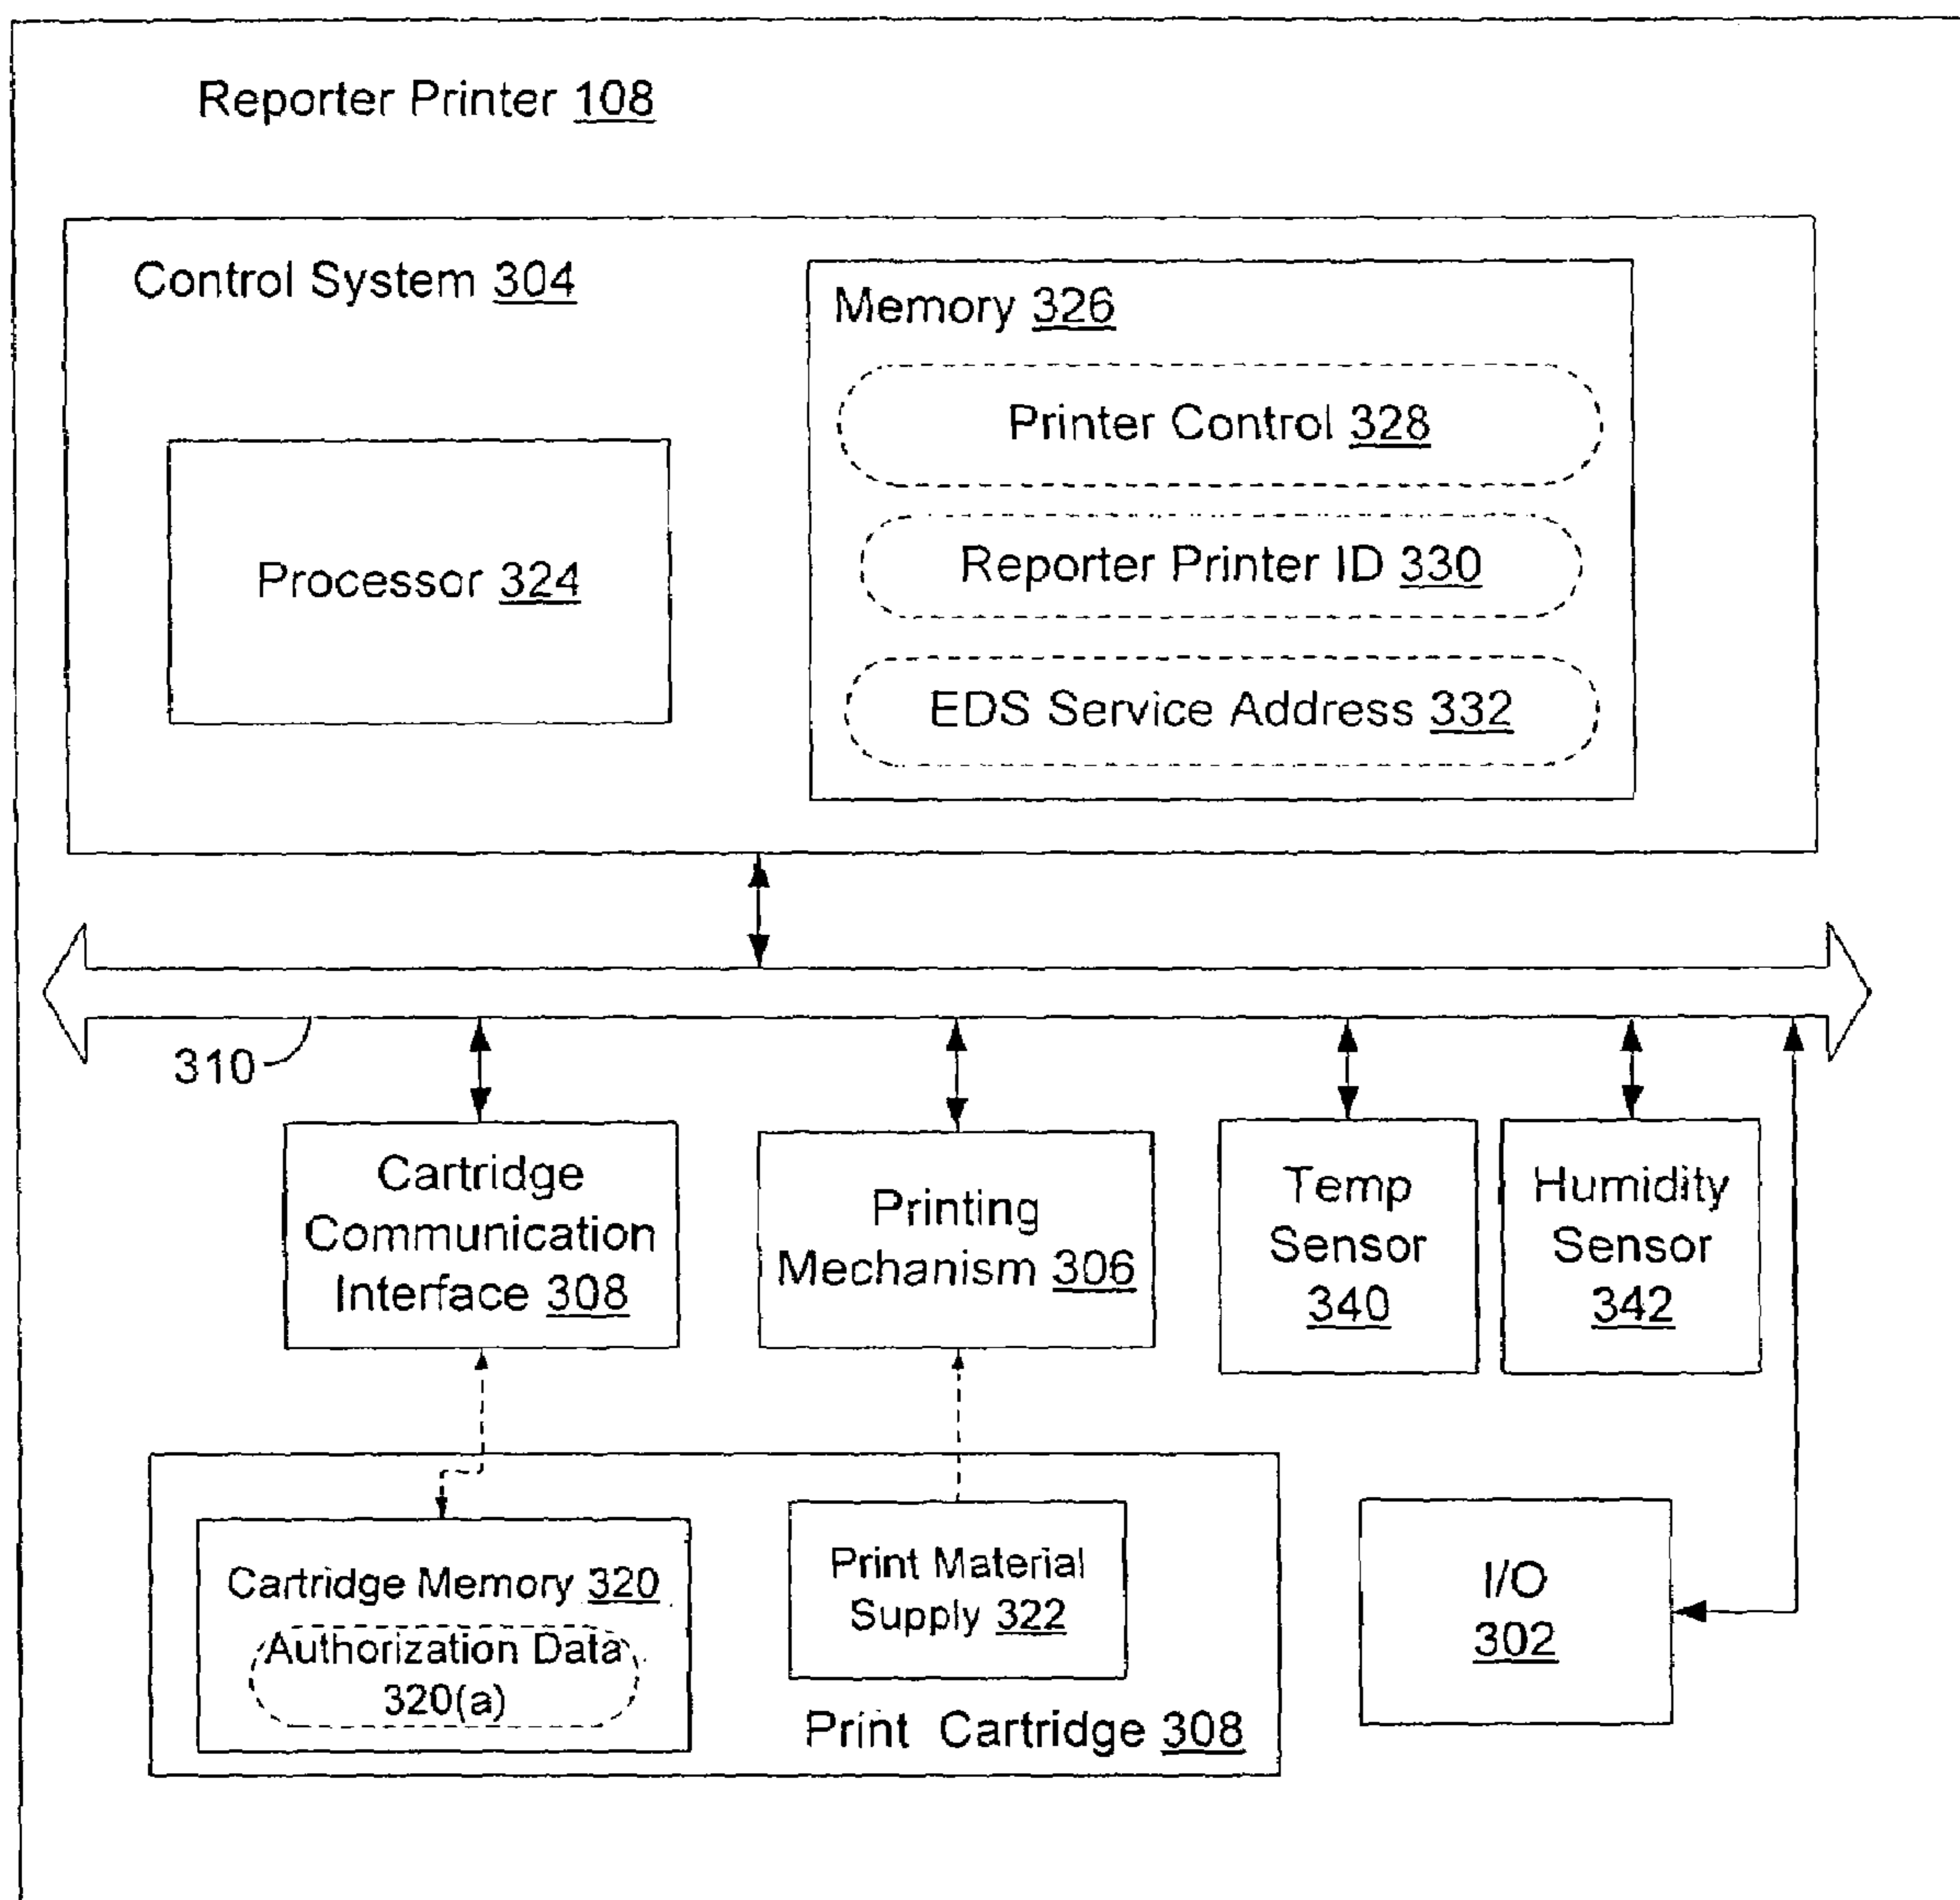 Reporter Printer 108
Control System 304
Memory 326
Printer Control 328
Processor 324
Reporter Printer ID 330
EDS Service Address 332
310
Cartridge
Communication
Interface 308
Printing
Mechanism 306
Temp
Sensor
340
Humidity
Sensor
342
Cartridge Memory 320
Authorization Data
320(a)
Print Material
Supply 322
Print Cartridge 308
I/O
302